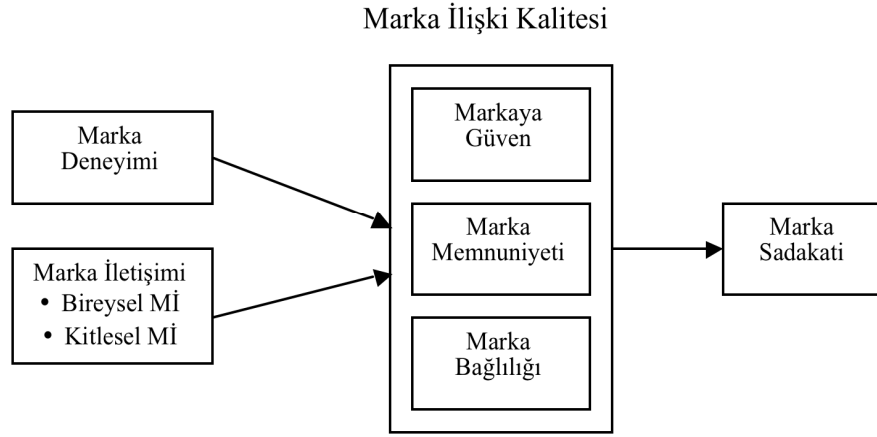 Marka İlişki Kalitesi
Marka
Deneyimi
Marka İletişimi
• Bireysel Mİ
• Kitlesel Mİ
Markaya
Güven
Marka
Memnuniyeti
Marka
Bağlılığı
Marka
Sadakati